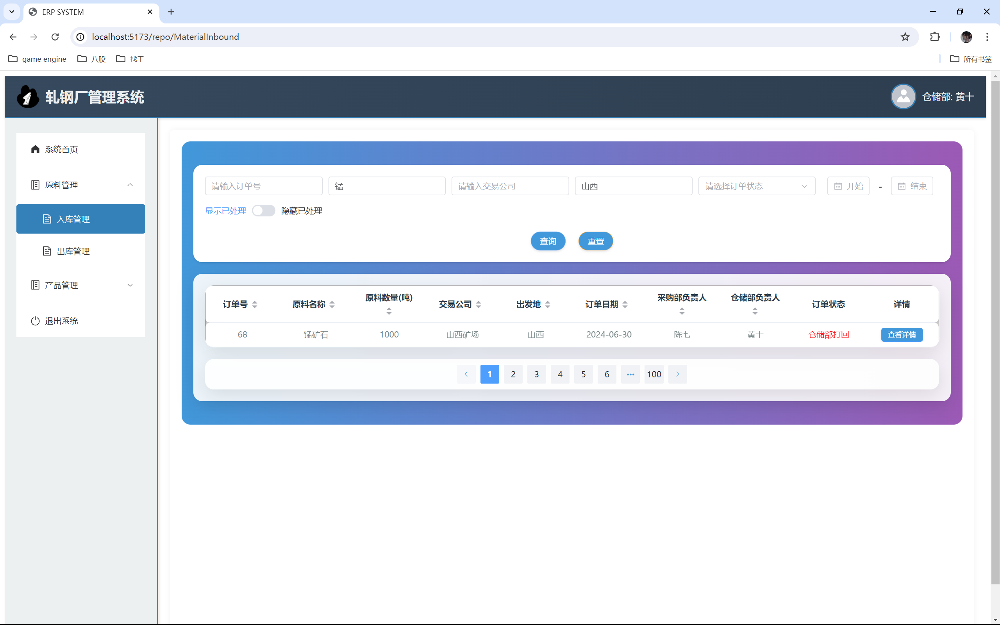 ERP SYSTEM
localhost:5173/repo/MaterialInbound
game engine 八股 找工 所有书签
轧钢厂管理系统 仓储部: 黄十
系统首页
原料管理
入库管理
出库管理
产品管理
退出系统
请输入订单号 锰 请输入交易公司 山西 请选择订单状态 开始 - 结束
显示已处理 隐藏已处理
查询 重置
订单号 原料名称 原料数量(吨) 交易公司 出发地 订单日期 采购部负责人 仓储部负责人 订单状态 详情
68 锰矿石 1000 山西矿场 山西 2024-06-30 陈七 黄十 仓储部打回 查看详情
1 2 3 4 5 6 ••• 100